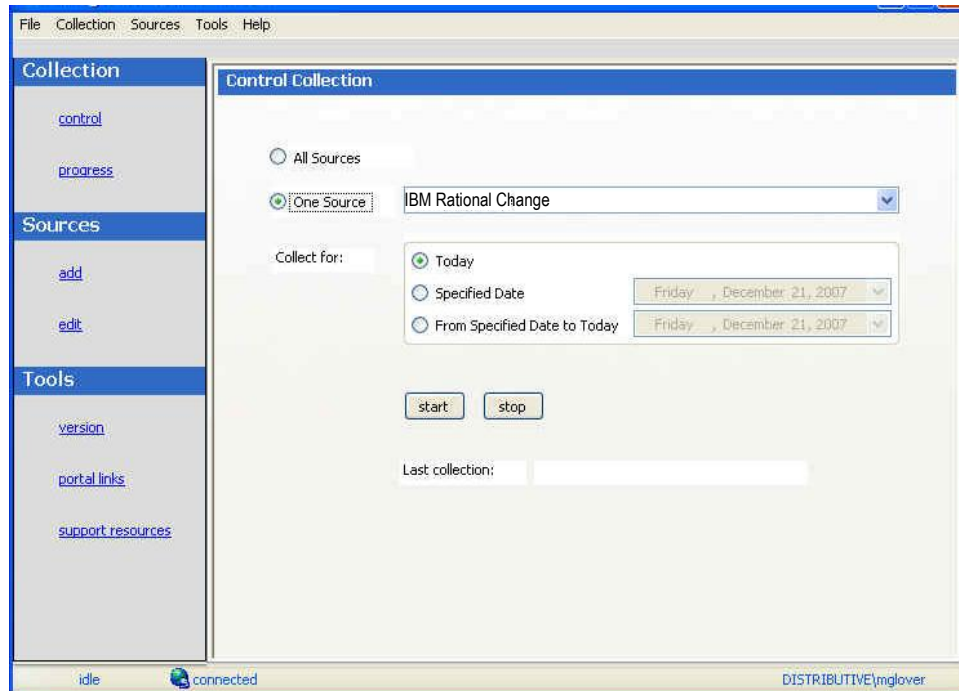 File Collection Sources Tools Help
Collection
control
progress
Sources
add
edit
Tools
version
portal links
support resources
Control Collection
All Sources
One Source IBM Rational Change
Collect for:
Today
Specified Date Friday , December 21, 2007
From Specified Date to Today Friday , December 21, 2007
start stop
Last collection:
idle connected DISTRIBUTIVE\mglover